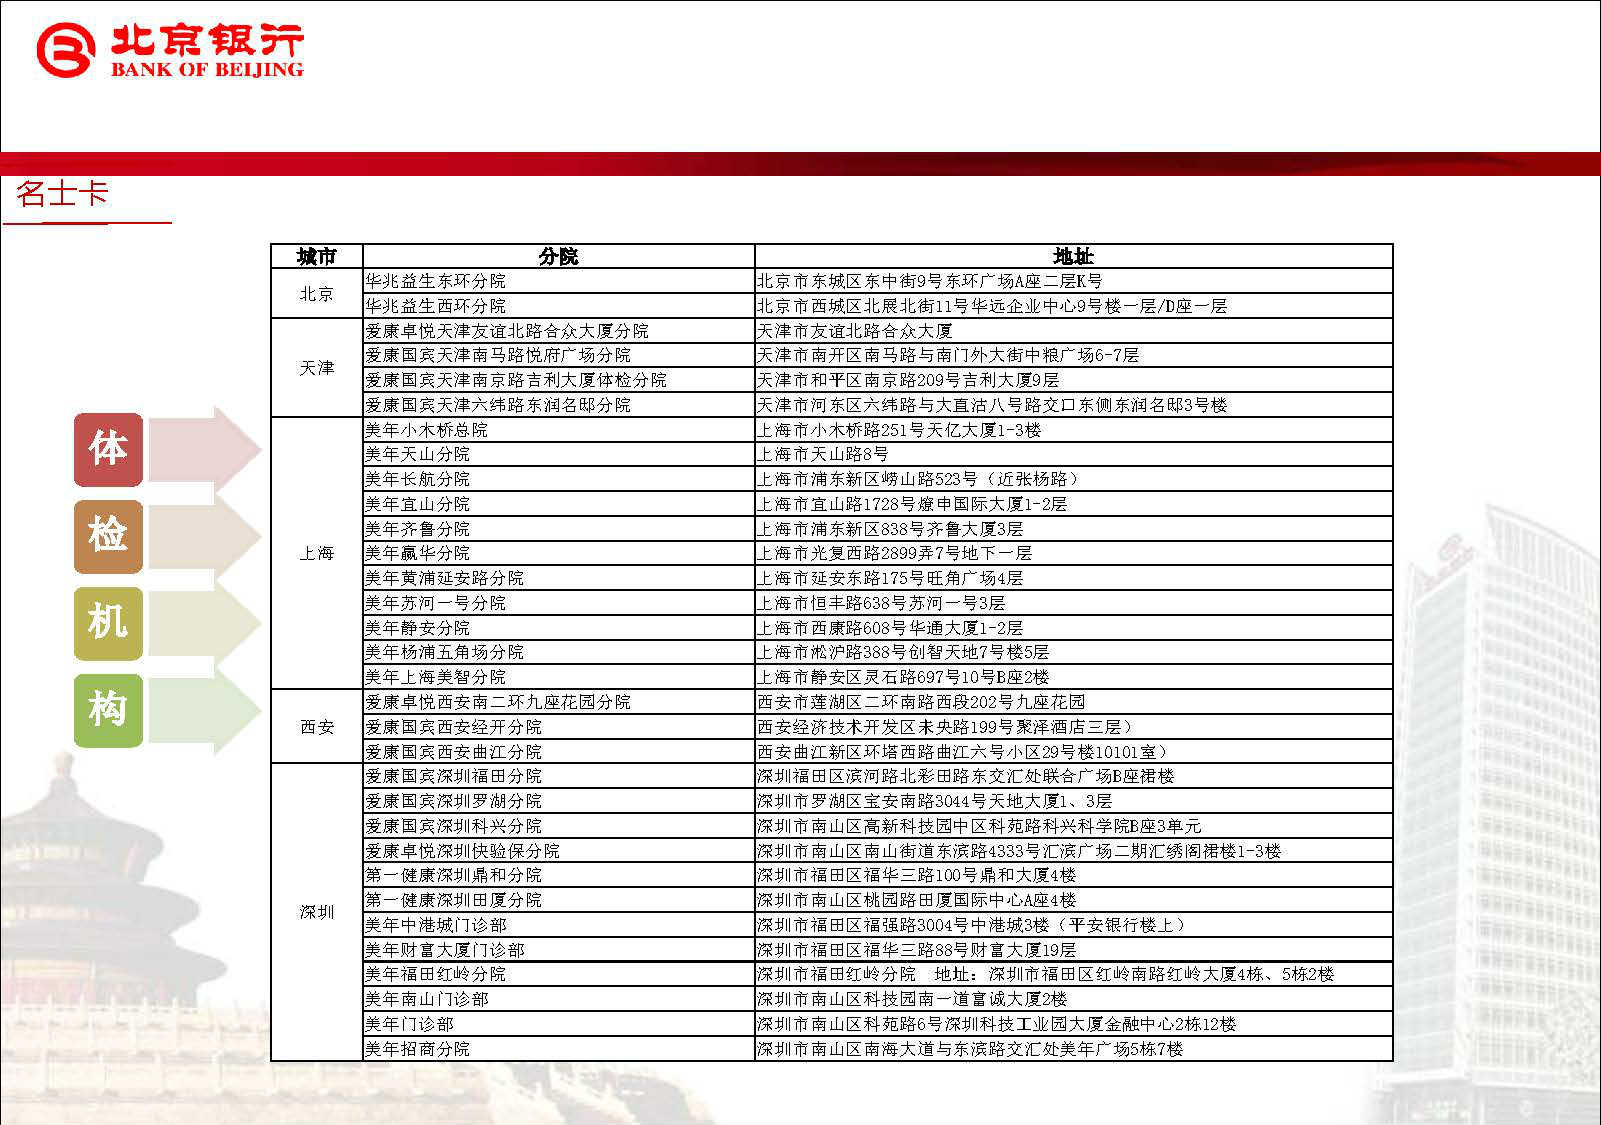 北京银行
BANK OF BEIJING
名士卡
体
检
机
构
城市 分院 地址
北京
华兆益生东环分院 北京市东城区东中街9号东环广场A座二层K号
华兆益生西环分院 北京市西城区北展北街11号华远企业中心9号楼一层/D座一层
天津
爱康卓悦天津友谊北路合众大厦分院 天津市友谊北路合众大厦
爱康国宾天津南马路悦府广场分院 天津市南开区南马路与南门外大街中粮广场6-7层
爱康国宾天津南京路吉利大厦体检分院 天津市和平区南京路209号吉利大厦9层
爱康国宾天津六纬路东润名邸分院 天津市河东区六纬路与大直沽八号路交口东侧东润名邸3号楼
上海
美年小木桥总院 上海市小木桥路251号天亿大厦1-3楼
美年天山分院 上海市天山路8号
美年长航分院 上海市浦东新区崂山路523号（近张杨路）
美年宜山分院 上海市宜山路1728号燎申国际大厦1-2层
美年齐鲁分院 上海市浦东新区838号齐鲁大厦3层
美年赢华分院 上海市光复西路2899弄7号地下一层
美年黄浦延安路分院 上海市延安东路175号旺角广场4层
美年苏河一号分院 上海市恒丰路638号苏河一号3层
美年静安分院 上海市西康路608号华通大厦1-2层
美年杨浦五角场分院 上海市淞沪路388号创智天地7号楼5层
美年上海美智分院 上海市静安区灵石路697号10号B座2楼
西安
爱康卓悦西安南二环九座花园分院 西安市莲湖区二环南路西段202号九座花园
爱康国宾西安经开分院 西安经济技术开发区未央路199号聚泽酒店三层）
爱康国宾西安曲江分院 西安曲江新区环塔西路曲江六号小区29号楼10101室）
深圳
爱康国宾深圳福田分院 深圳福田区滨河路北彩田路东交汇处联合广场B座裙楼
爱康国宾深圳罗湖分院 深圳市罗湖区宝安南路3044号天地大厦1、3层
爱康国宾深圳科兴分院 深圳市南山区高新科技园中区科苑路科兴科学院B座3单元
爱康卓悦深圳快验保分院 深圳市南山区南山街道东滨路4333号汇滨广场二期汇绣阁裙楼1-3楼
第一健康深圳鼎和分院 深圳市福田区福华三路100号鼎和大厦4楼
第一健康深圳田厦分院 深圳市南山区桃园路田厦国际中心A座4楼
美年中港城门诊部 深圳市福田区福强路3004号中港城3楼（平安银行楼上）
美年财富大厦门诊部 深圳市福田区福华三路88号财富大厦19层
美年福田红岭分院 深圳市福田红岭分院 地址：深圳市福田区红岭南路红岭大厦4栋、5栋2楼
美年南山门诊部 深圳市南山区科技园南一道富诚大厦2楼
美年门诊部 深圳市南山区科苑路6号深圳科技工业园大厦金融中心2栋12楼
美年招商分院 深圳市南山区南海大道与东滨路交汇处美年广场5栋7楼